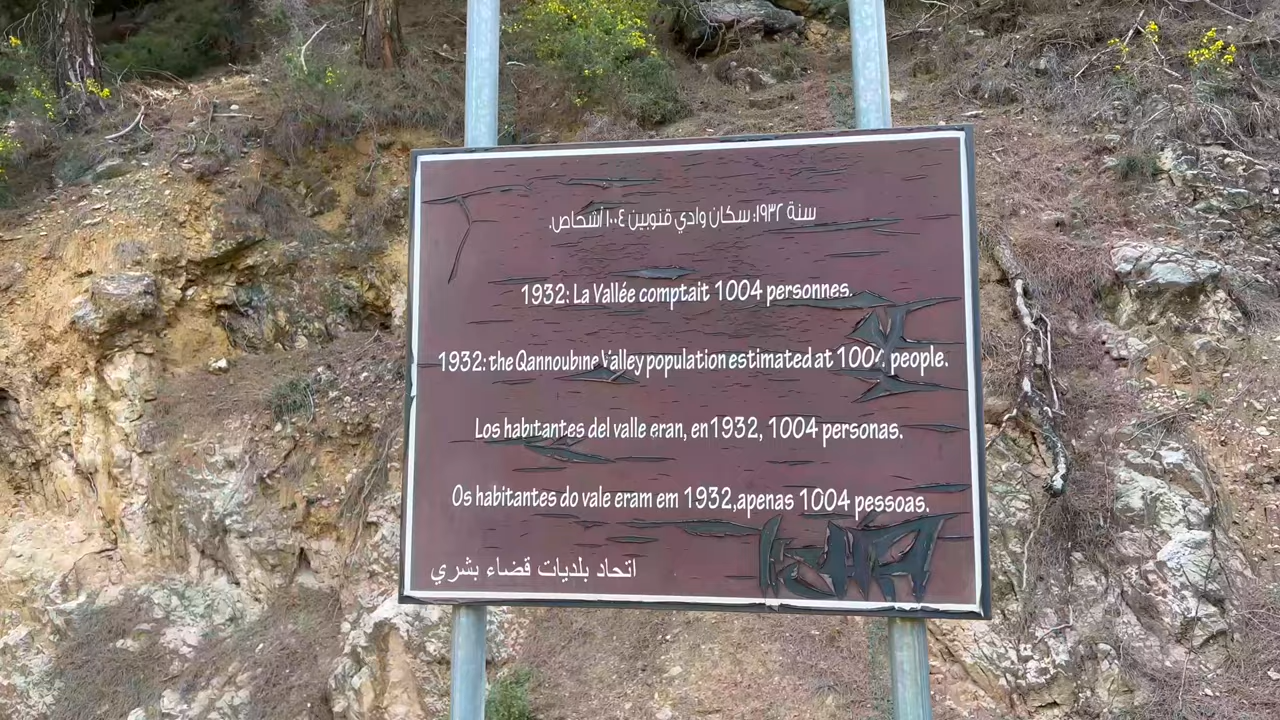 سنة ١٩٣٢: سكان وادي قنوبين ١٠٠٤ اشخاص.
1932: La Vallée comptait 1004 personnes.
1932: the Qannoubine Valley population estimated at 1004 people.
Los habitantes del valle eran, en 1932, 1004 personas.
Os habitantes do vale eram em 1932, apenas 1004 pessoas.
اتحاد بلديات قضاء بشري